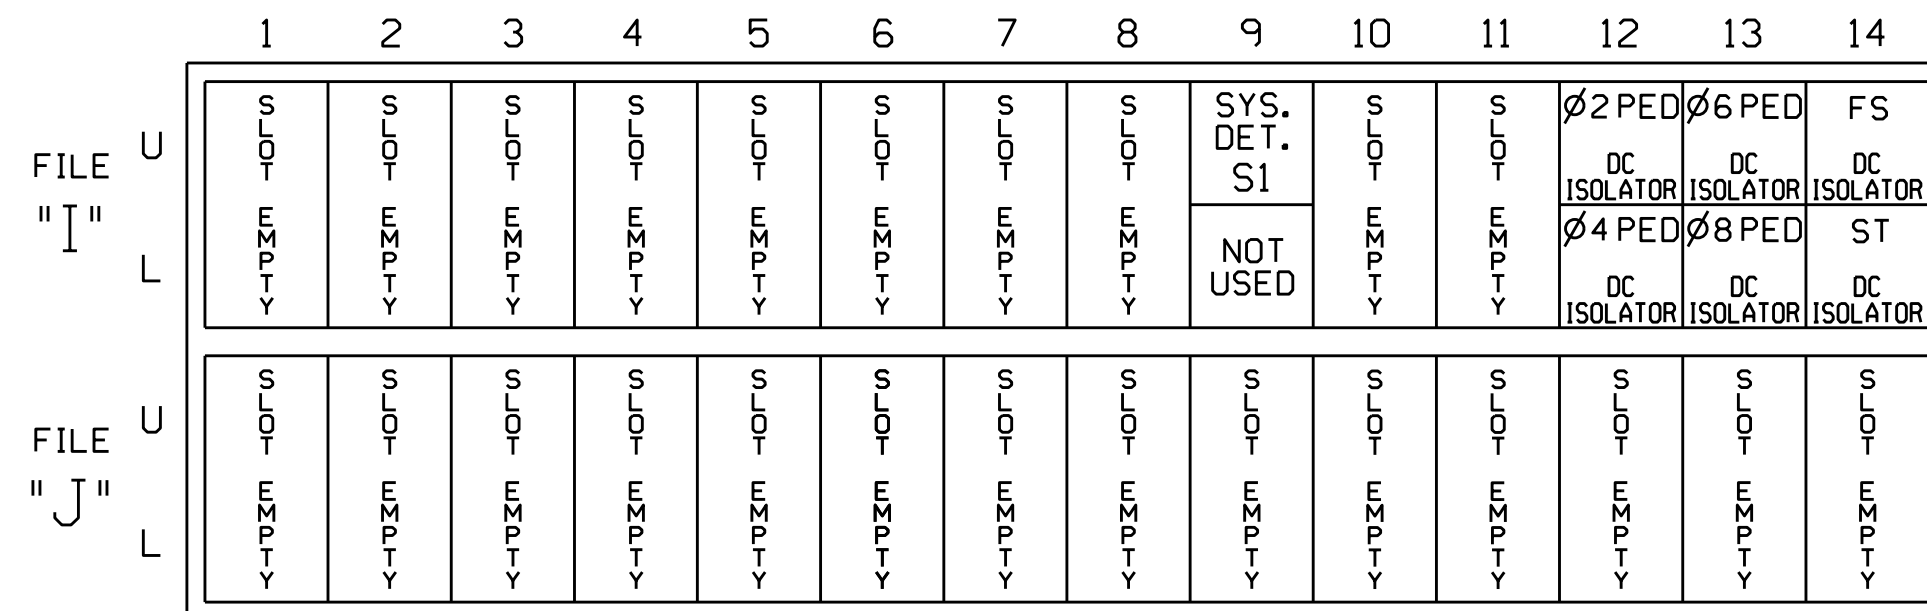 1 2 3 4 5 6 7 8 9 10 11 12 13 14
FILE
"I"
U
L
SLOT EMPTY
SLOT EMPTY
SLOT EMPTY
SLOT EMPTY
SLOT EMPTY
SLOT EMPTY
SLOT EMPTY
SLOT EMPTY
SYS.
DET.
S1
NOT
USED
SLOT EMPTY
SLOT EMPTY
Ø2 PED
DC
ISOLATOR
Ø4 PED
DC
ISOLATOR
Ø6 PED
DC
ISOLATOR
Ø8 PED
DC
ISOLATOR
FS
DC
ISOLATOR
ST
DC
ISOLATOR
FILE
"J"
U
L
SLOT EMPTY
SLOT EMPTY
SLOT EMPTY
SLOT EMPTY
SLOT EMPTY
SLOT EMPTY
SLOT EMPTY
SLOT EMPTY
SLOT EMPTY
SLOT EMPTY
SLOT EMPTY
SLOT EMPTY
SLOT EMPTY
SLOT EMPTY